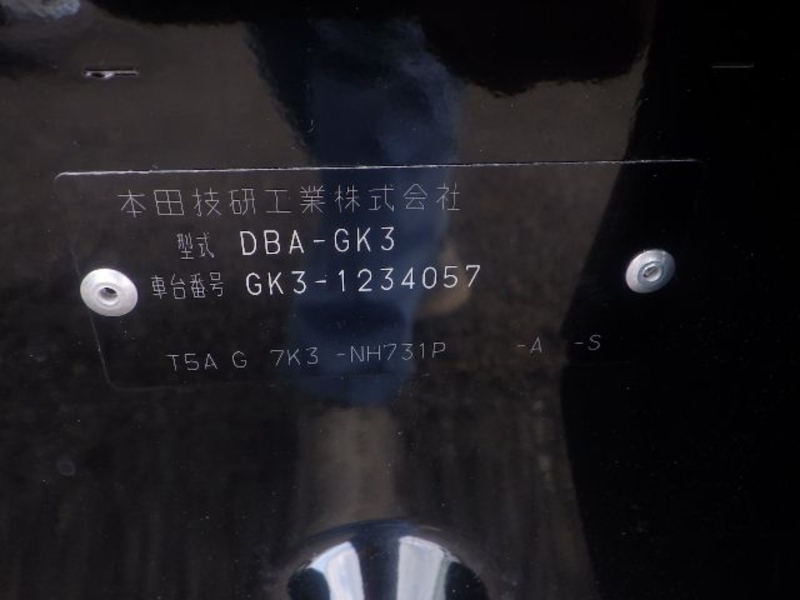 本田技研工業株式会社
型式 DBA-GK3
車台番号 GK3-1234057
T5A G 7K3 -NH731P -A -S